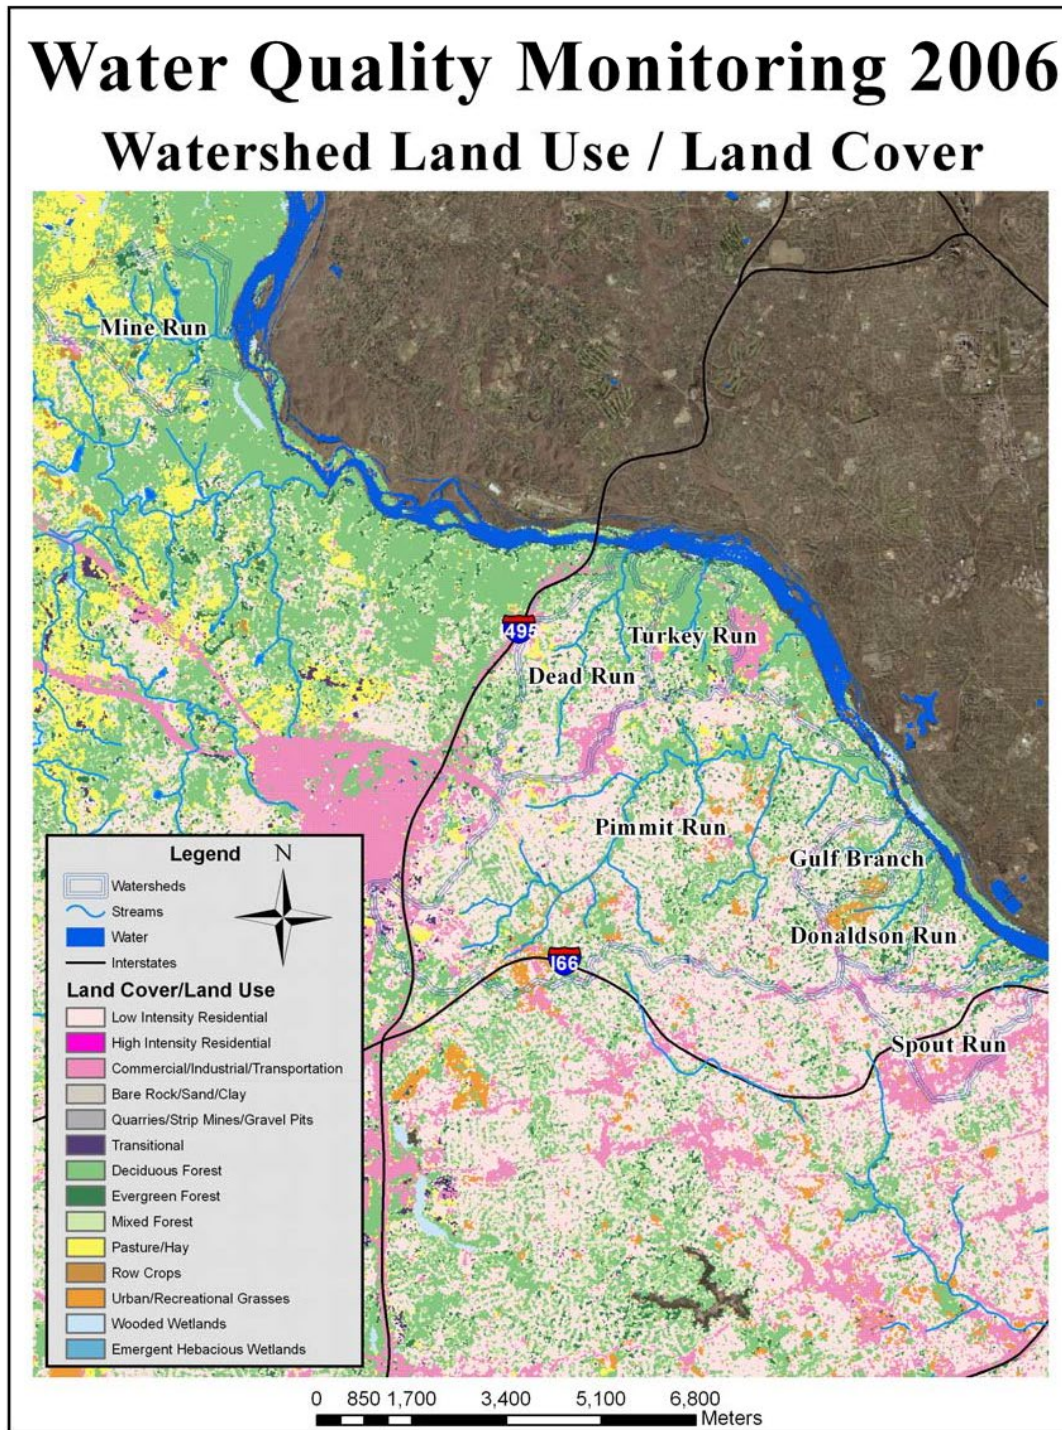 Water Quality Monitoring 2006
Watershed Land Use / Land Cover
Mine Run
495
Turkey Run
Dead Run
Pimmit Run
Gulf Branch
Donaldson Run
I66
Spout Run
Legend
N
Watersheds
Streams
Water
Interstates
Land Cover/Land Use
Low Intensity Residential
High Intensity Residential
Commercial/Industrial/Transportation
Bare Rock/Sand/Clay
Quarries/Strip Mines/Gravel Pits
Transitional
Deciduous Forest
Evergreen Forest
Mixed Forest
Pasture/Hay
Row Crops
Urban/Recreational Grasses
Wooded Wetlands
Emergent Hebacious Wetlands
0 850 1,700 3,400 5,100 6,800
Meters